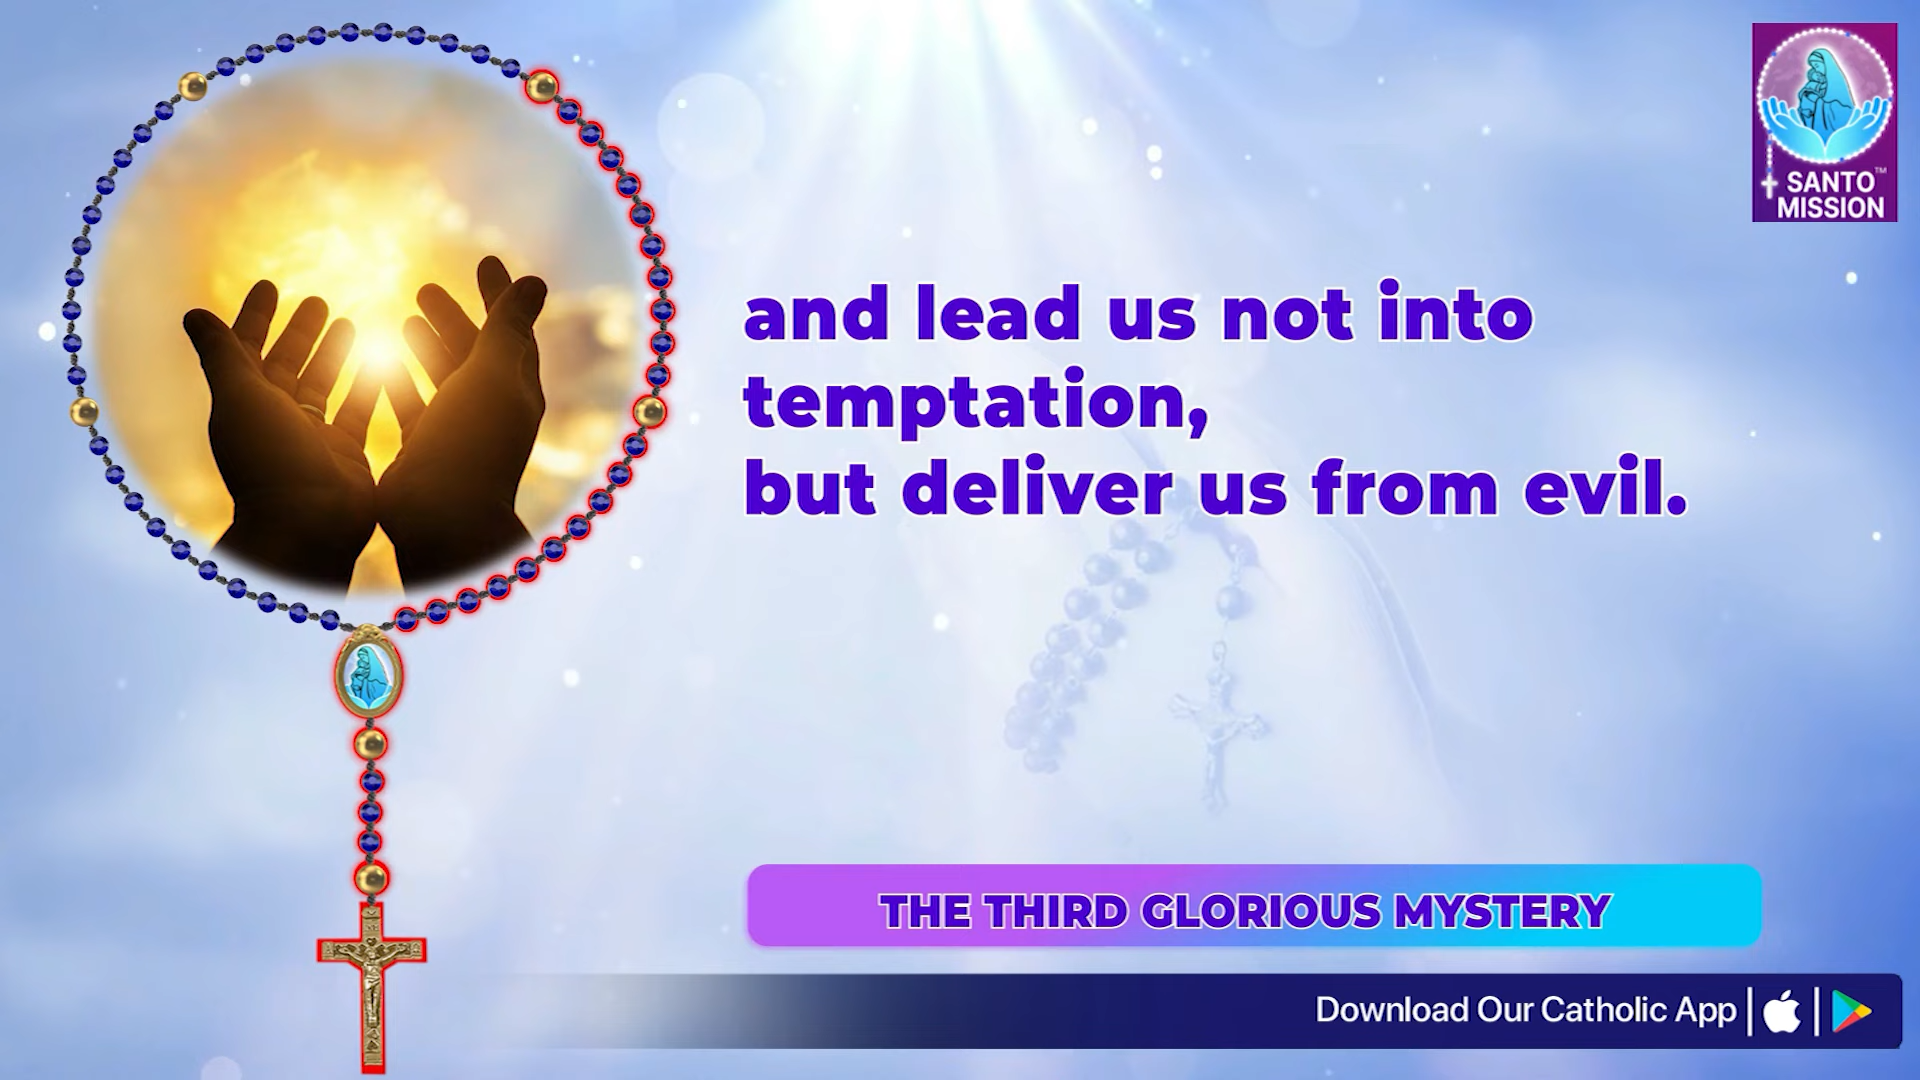 SANTO™
MISSION
and lead us not into
temptation,
but deliver us from evil.
THE THIRD GLORIOUS MYSTERY
Download Our Catholic App